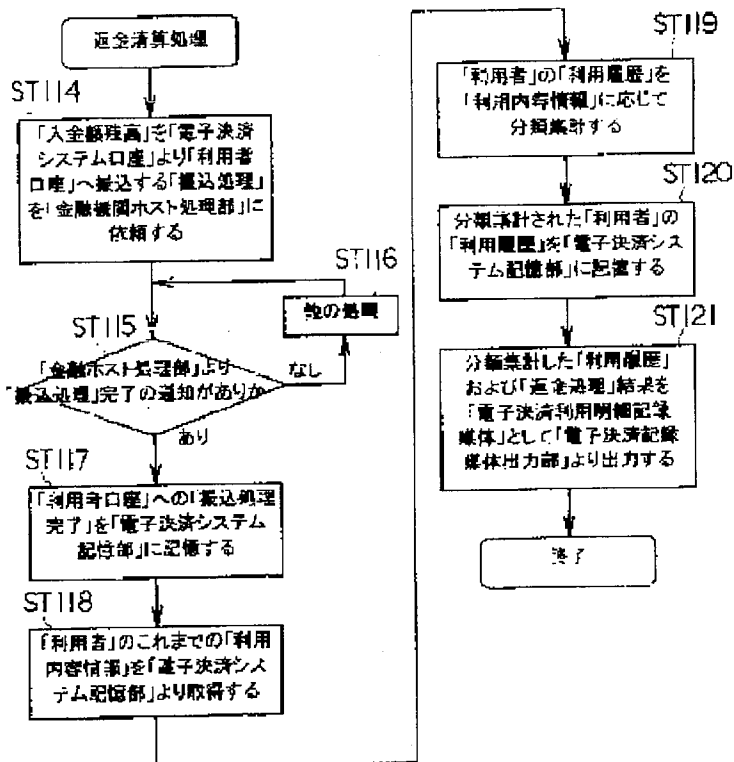 返金清算処理
ST114
「入金額残高」を「電子決済
システム口座」より「利用者
口座」へ振込する「振込処理」
を「金融機関ホスト処理部」に
依頼する
ST116
他の処理
ST115
「金融ホスト処理部」より
「振込処理」完了の通知がありか
なし
あり
ST117
「利用者口座」への「振込処理
完了」を「電子決済システム
記憶部」に記憶する
ST118
「利用者」のこれまでの「利用
内容情報」を「電子決済シス
テム記憶部」より取得する
ST119
「利用者」の「利用履歴」を
「利用内容情報」に応じて
分類集計する
ST120
分類集計された「利用者」の
「利用履歴」を「電子決済シス
テム記憶部」に記憶する
ST121
分類集計した「利用履歴」
および「返金処理」結果を
「電子決済利用明細記録
媒体」として「電子決済記録
媒体出力部」より出力する
終了